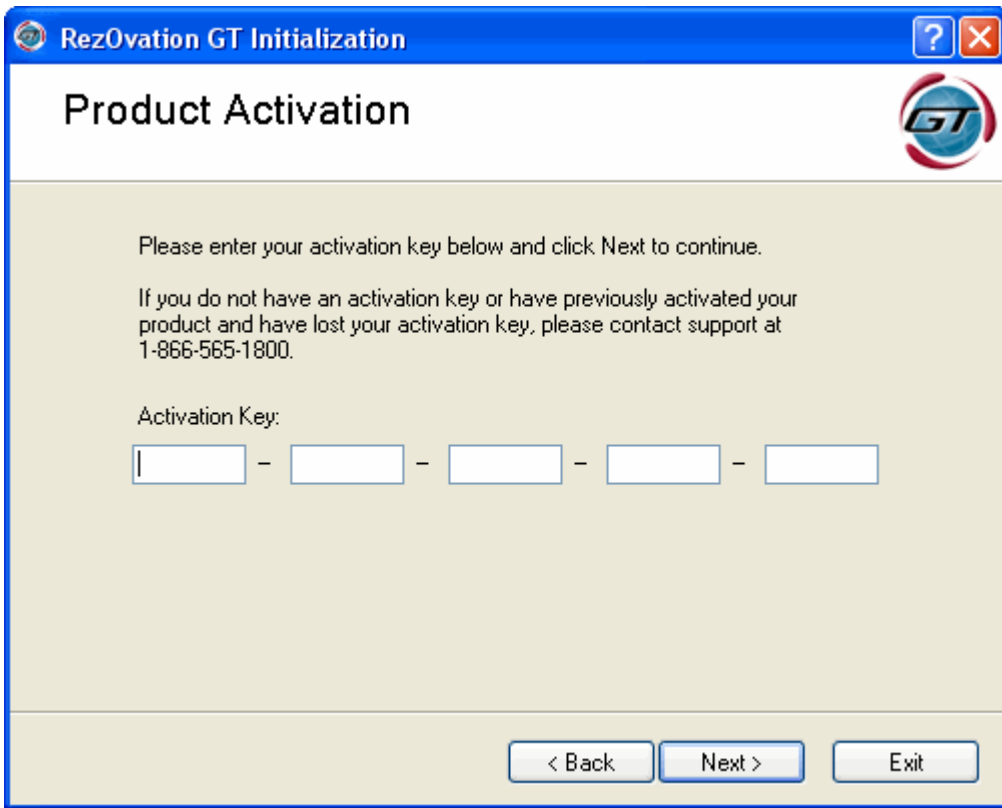 RezOvation GT Initialization
?
Product Activation
GT
Please enter your activation key below and click Next to continue.
If you do not have an activation key or have previously activated your
product and have lost your activation key, please contact support at
1-866-565-1800.
Activation Key:
– – – –
< Back Next > Exit